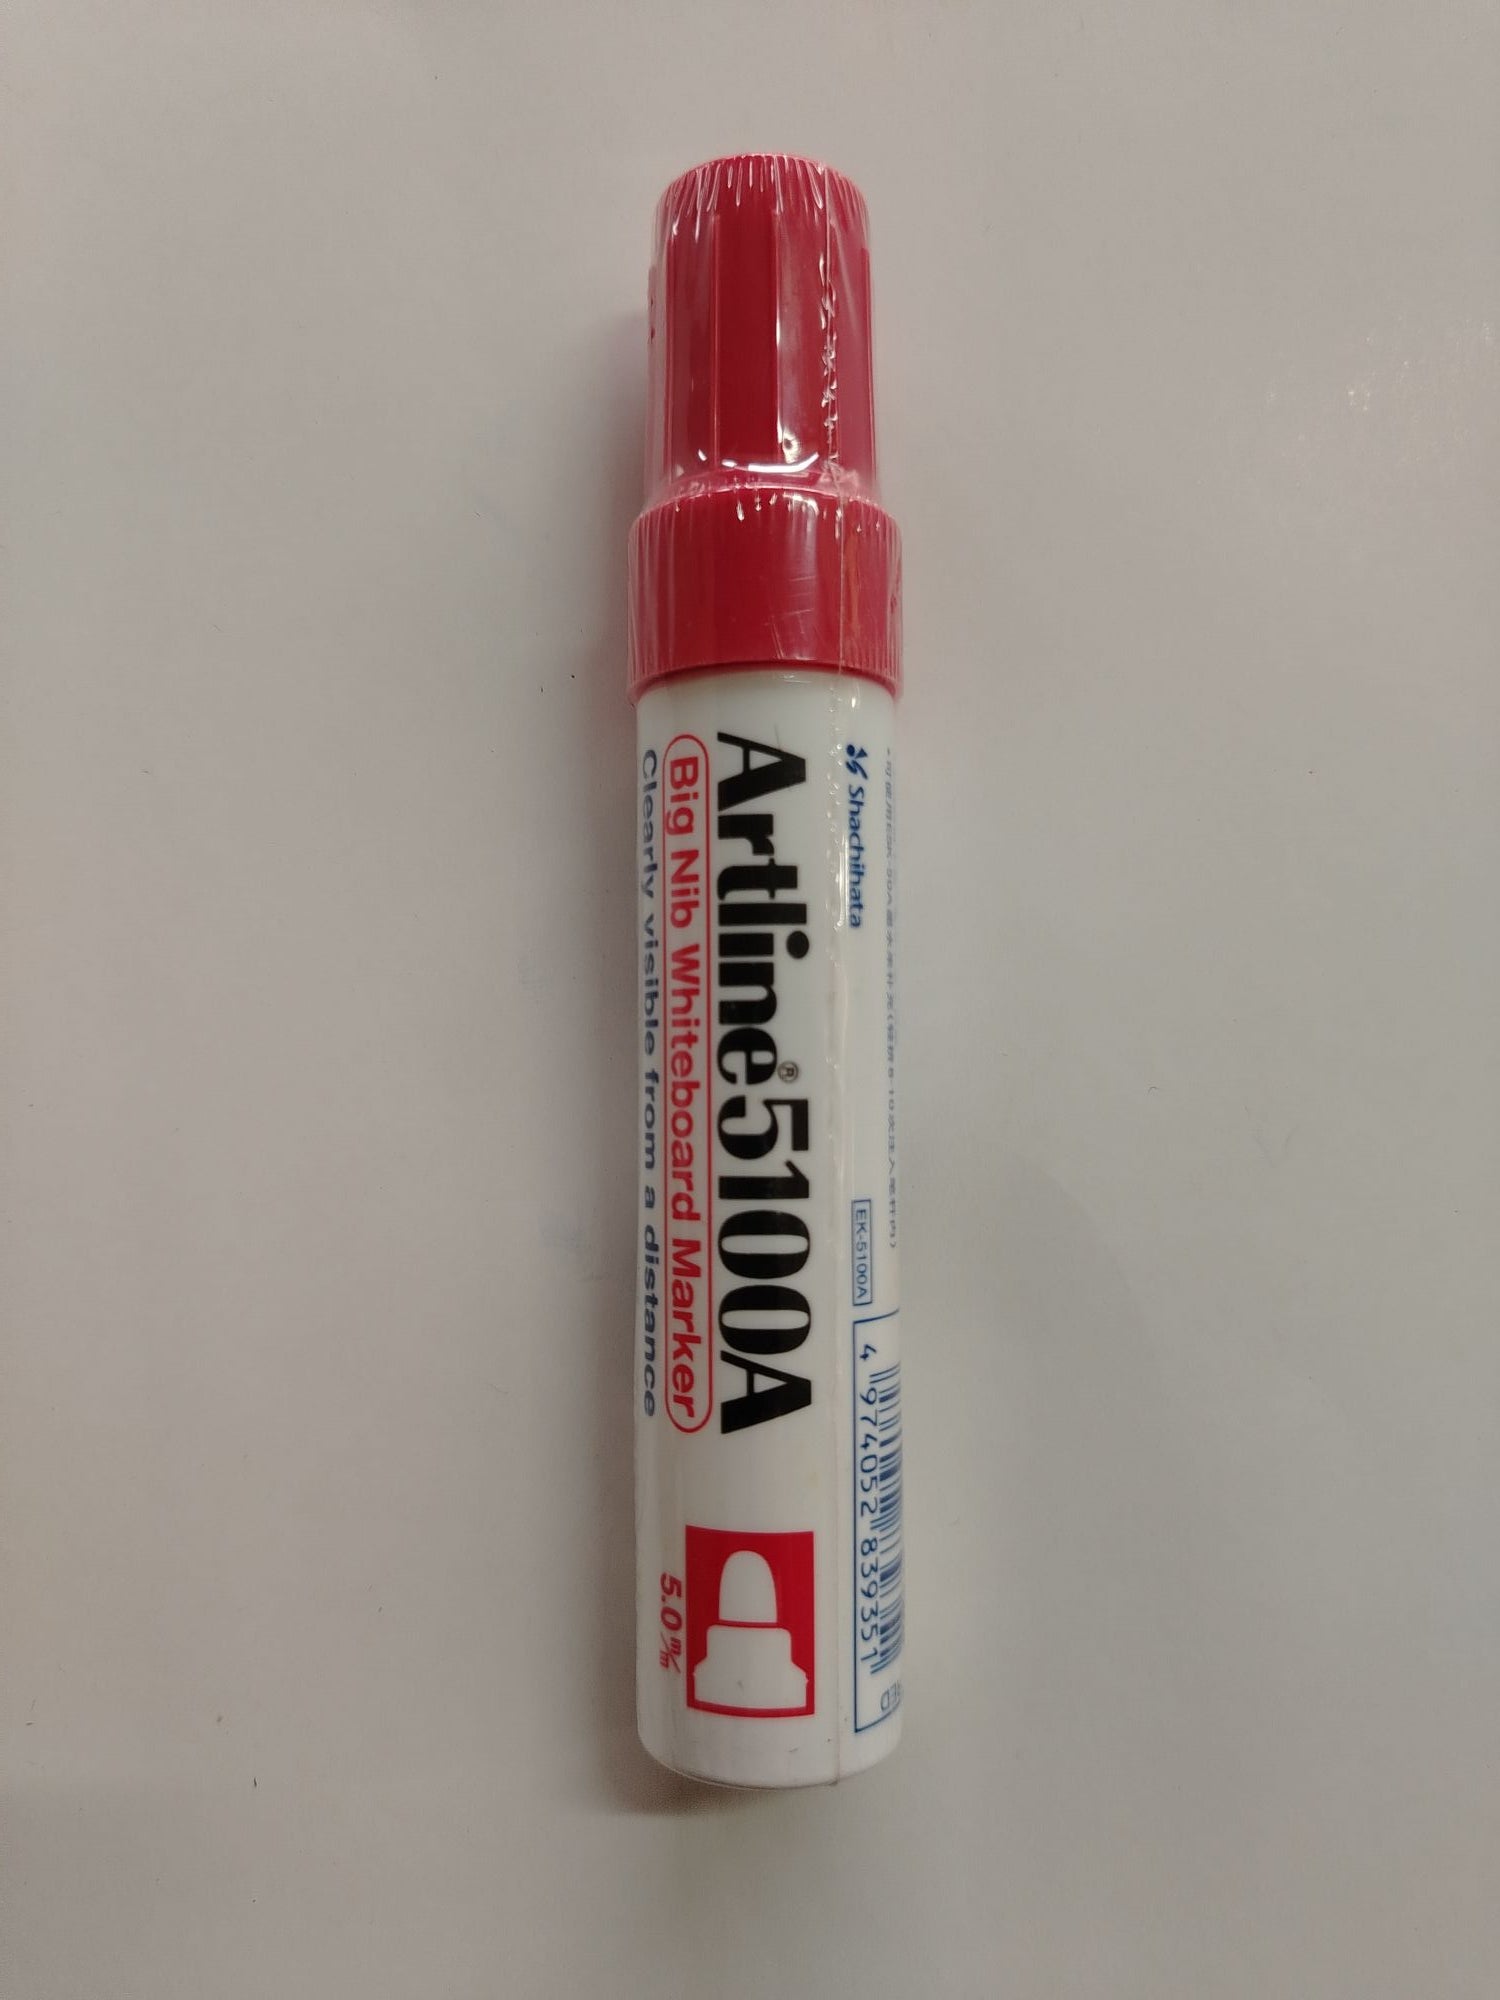 Shachihata
EK-5100A
Artline®5100A
Big Nib Whiteboard Marker
Clearly visible from a distance
5.0 m/m
4 974052 839351